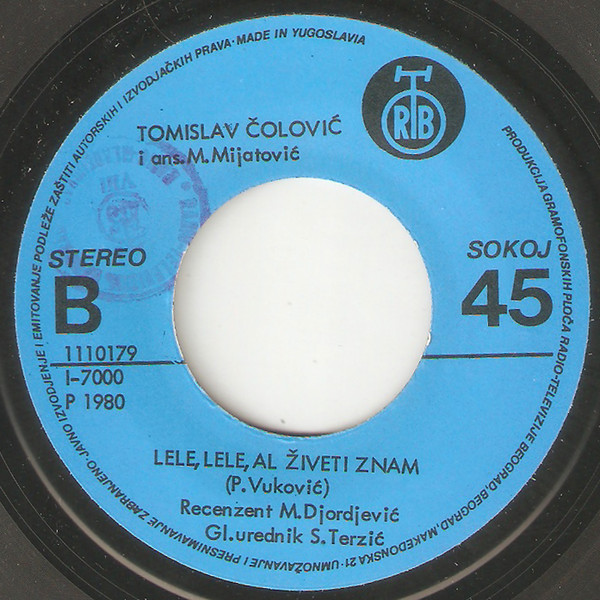 UMNOŽAVANJE I PRESNIMAVANJE ZABRANJENO JAVNO IZVODJENJE I EMITOVANJE PODLEŽE ZAŠTITI AUTORSKIH I IZVODJAČKIH PRAVA·MADE IN YUGOSLAVIA
PRODUKCIJA GRAMOFONSKIH PLOČA RADIO-TELEVIZIJE BEOGRAD, BEOGRAD, MAKEDONSKA 21·
RTB
TOMISLAV ČOLOVIĆ
i ans. M. Mijatović
STEREO
B
SOKOJ
45
1110179
I-7000
P 1980
LELE, LELE, AL ŽIVETI ZNAM
(P. Vuković)
Recenzent M. Djordjević
Gl. urednik S. Terzić